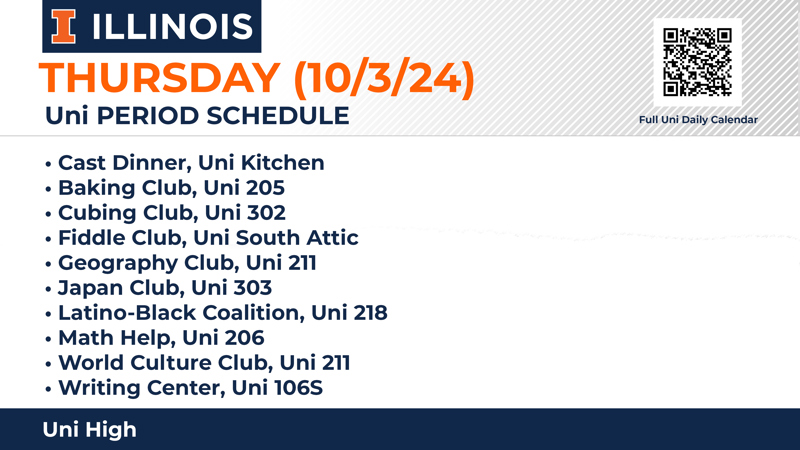 ILLINOIS
THURSDAY (10/3/24)
Uni PERIOD SCHEDULE
Full Uni Daily Calendar
• Cast Dinner, Uni Kitchen
• Baking Club, Uni 205
• Cubing Club, Uni 302
• Fiddle Club, Uni South Attic
• Geography Club, Uni 211
• Japan Club, Uni 303
• Latino-Black Coalition, Uni 218
• Math Help, Uni 206
• World Culture Club, Uni 211
• Writing Center, Uni 106S
Uni High